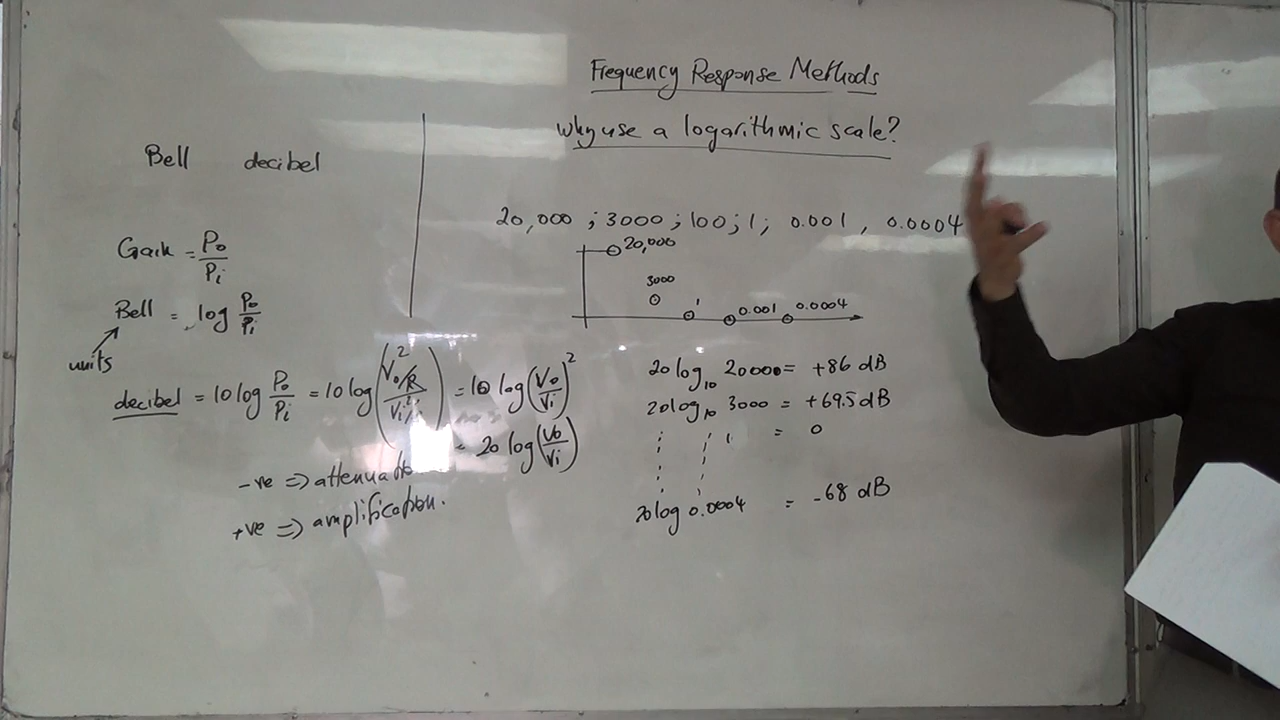 Frequency Response Methods
Why use a logarithmic scale?
Bell decibel
Gain = Po/Pi
Bell = log Po/Pi
units
decibel = 10 log Po/Pi = 10 log (Vo²/R / Vi²/) = 10 log (Vo/Vi)²
= 20 log (Vo/Vi)
-ve => attenuat
+ve => amplification.
20,000 ; 3000 ; 100 ; 1 ; 0.001 , 0.0004
20,000
3000
1
0.001 0.0004
20 log10 20000 = +86 dB
20 log10 3000 = +69.5 dB
1 = 0
20 log 0.0004 = -68 dB